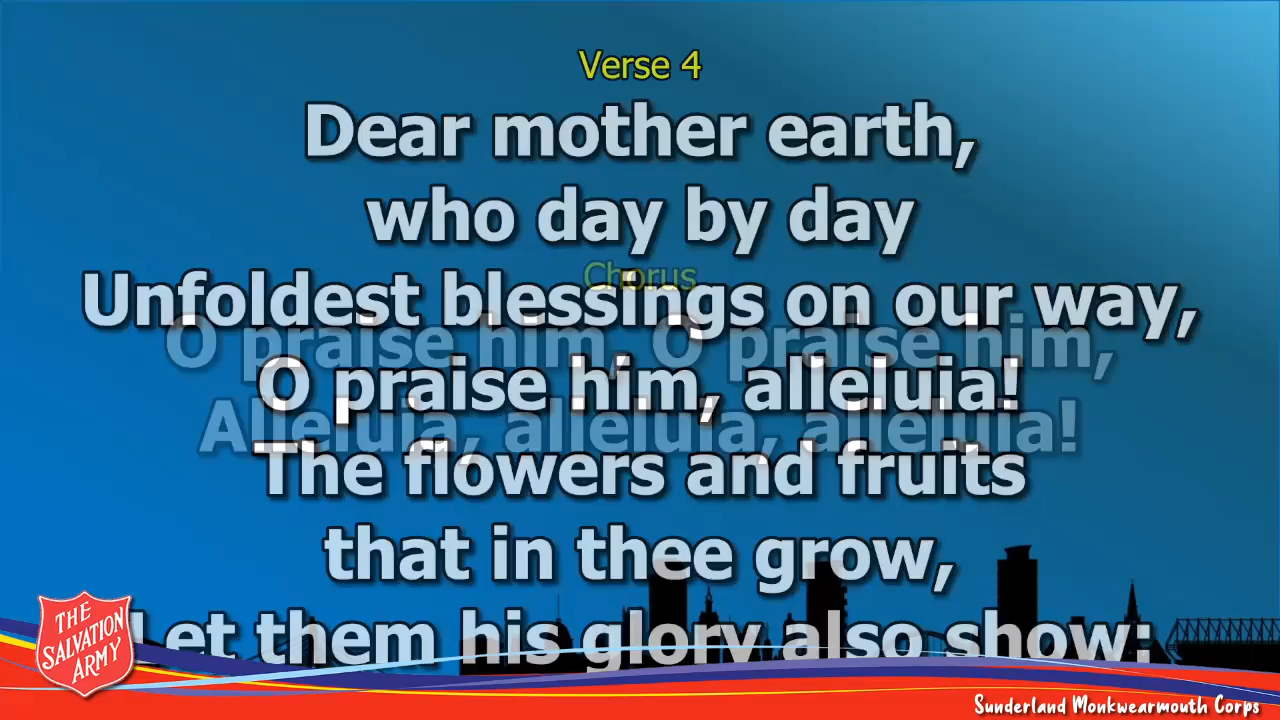 Verse 4
Dear mother earth,
who day by day
Unfoldest blessings on our way,
O praise him, alleluia!
The flowers and fruits
that in thee grow,
Let them his glory also show:
Chorus
O praise him, O praise him,
Alleluia, alleluia, alleluia!
THE
SALVATION
ARMY
Sunderland Monkwearmouth Corps